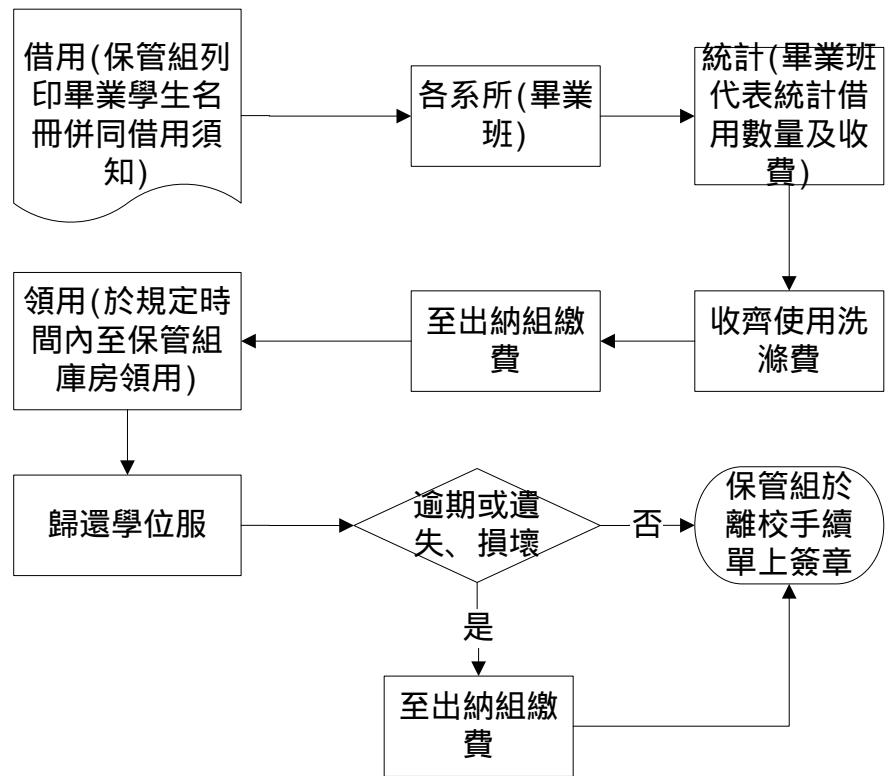 借用(保管組列
印畢業學生名
冊併同借用須
知)
各系所(畢業
班)
統計(畢業班
代表統計借
用數量及收
費)
收齊使用洗
滌費
至出納組繳
費
領用(於規定時
間內至保管組
庫房領用)
歸還學位服
逾期或遺
失、損壞
否
保管組於
離校手續
單上簽章
是
至出納組繳
費